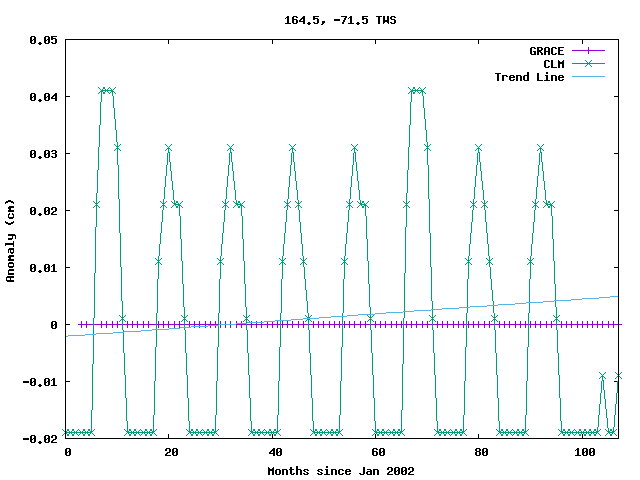 164.5, -71.5 TWS
0.05
GRACE
CLM
Trend Line
0.04
0.03
0.02
0.01
0
-0.01
-0.02
Anomaly (cm)
0 20 40 60 80 100
Months since Jan 2002